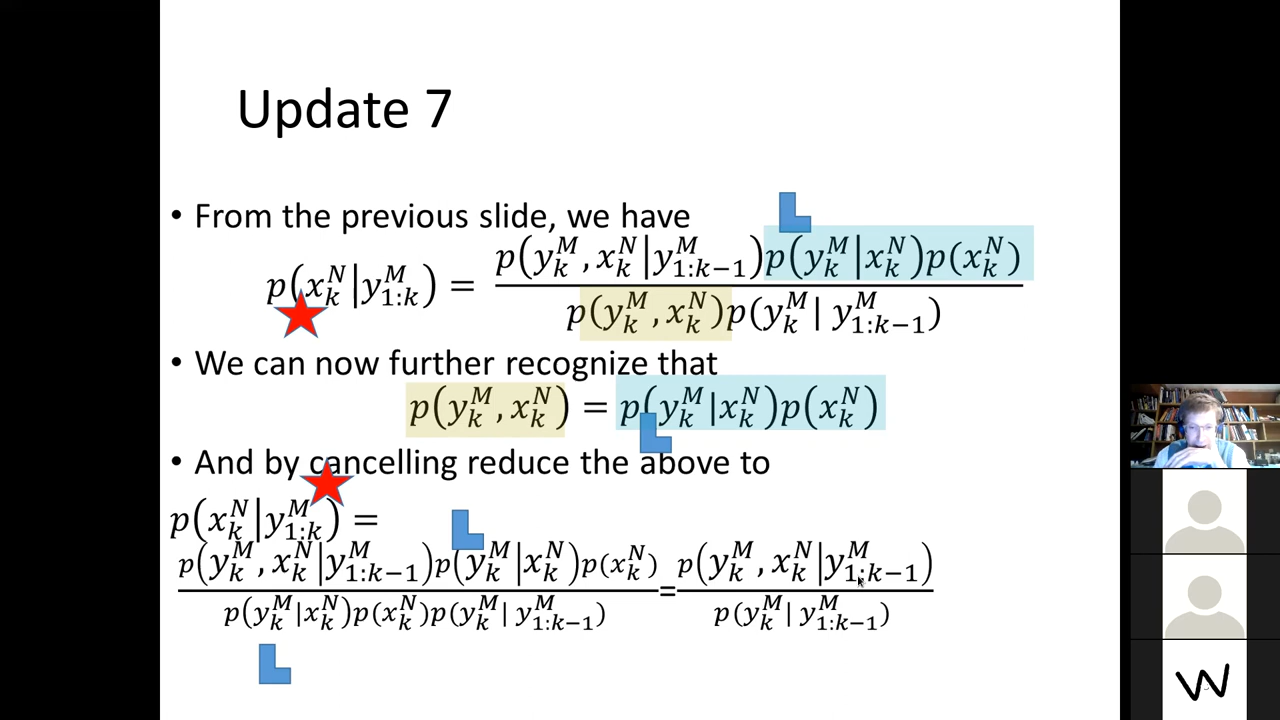 Update 7
• From the previous slide, we have
p(x_k^N|y_{1:k}^M) = \frac{p(y_k^M, x_k^N|y_{1:k-1}^M)p(y_k^M|x_k^N)p(x_k^N)}{p(y_k^M, x_k^N)p(y_k^M| y_{1:k-1}^M)}
• We can now further recognize that
p(y_k^M, x_k^N) = p(y_k^M|x_k^N)p(x_k^N)
• And by cancelling reduce the above to
p(x_k^N|y_{1:k}^M) =
\frac{p(y_k^M, x_k^N|y_{1:k-1}^M)p(y_k^M|x_k^N)p(x_k^N)}{p(y_k^M|x_k^N)p(x_k^N)p(y_k^M| y_{1:k-1}^M)}=\frac{p(y_k^M, x_k^N|y_{1:k-1}^M)}{p(y_k^M| y_{1:k-1}^M)}
W